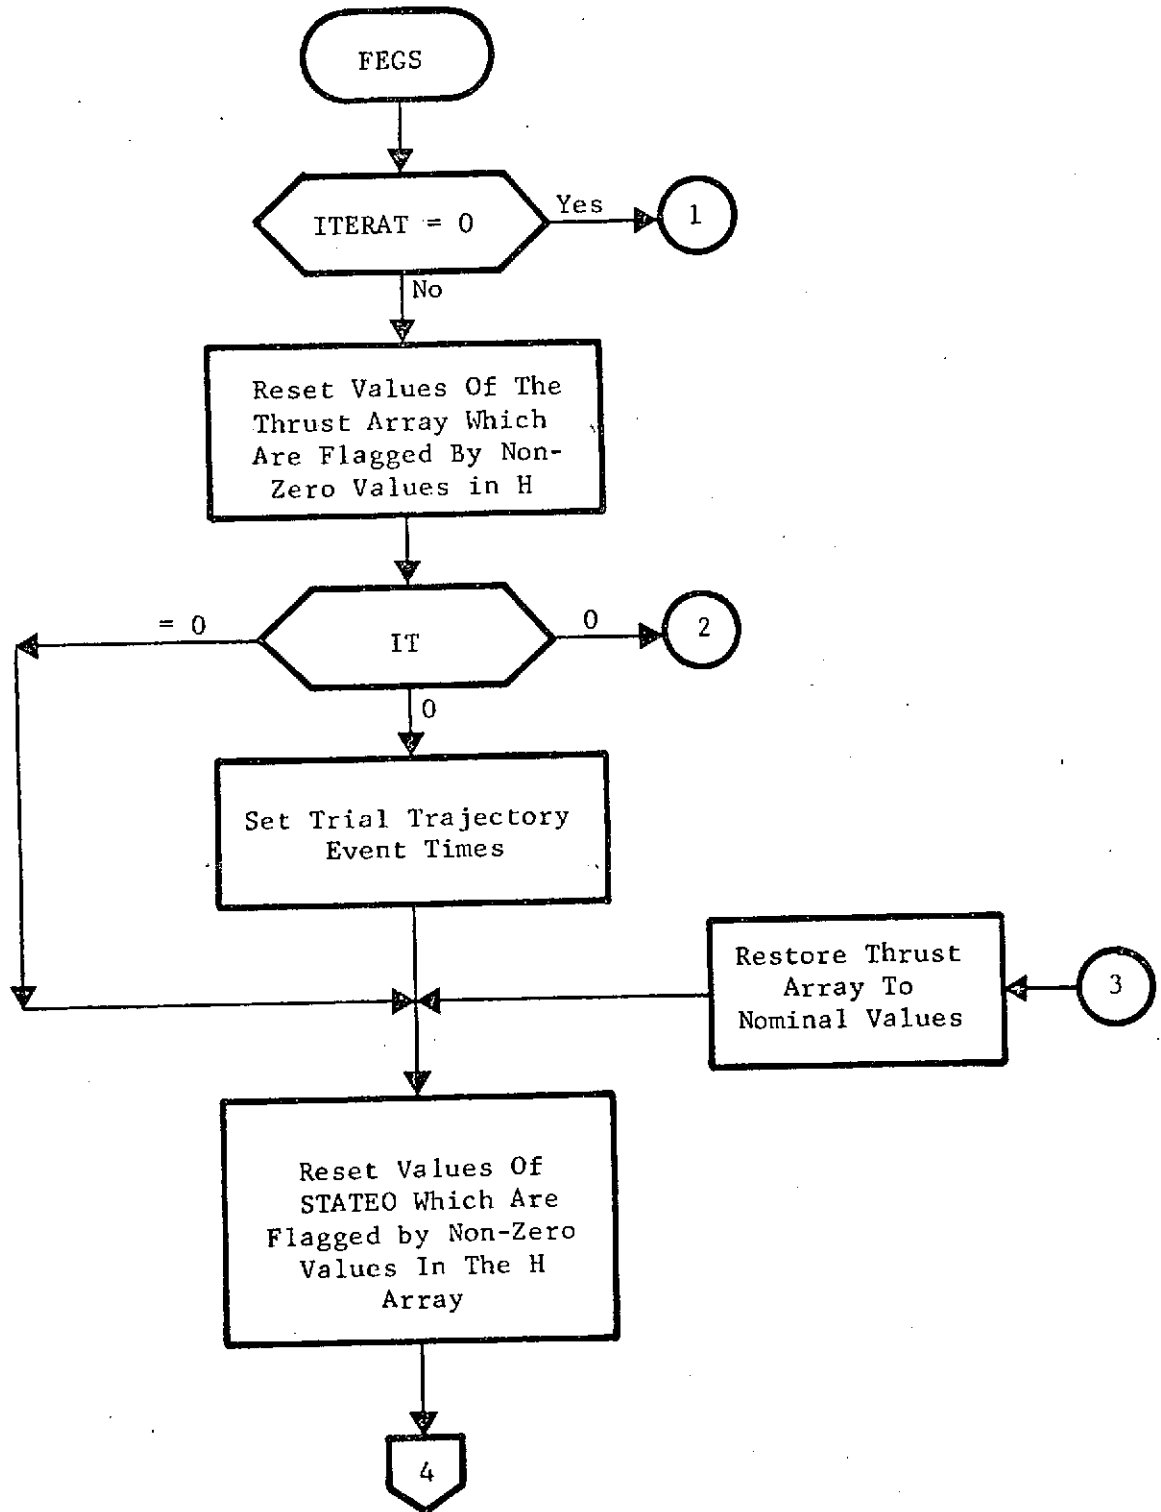 FEGS
ITERAT = 0
Yes
1
No
Reset Values Of The
Thrust Array Which
Are Flagged By Non-
Zero Values in H
= 0
IT
0
2
0
Set Trial Trajectory
Event Times
Restore Thrust
Array To
Nominal Values
3
Reset Values Of
STATEO Which Are
Flagged by Non-Zero
Values In The H
Array
4